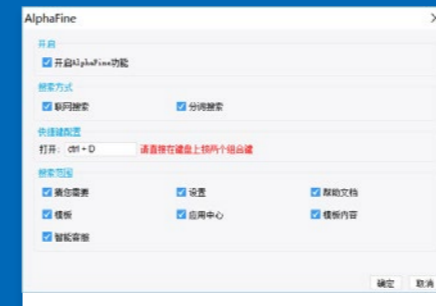 AlphaFine
开启
开启AlphaFine功能
搜索方式
联网搜索 分词搜索
快捷键配置
打开: ctrl + D 请直接在键盘上按两个组合键
搜索范围
猜您需要 设置 帮助文档
模板 应用中心 模板内容
智能客服
确定 取消